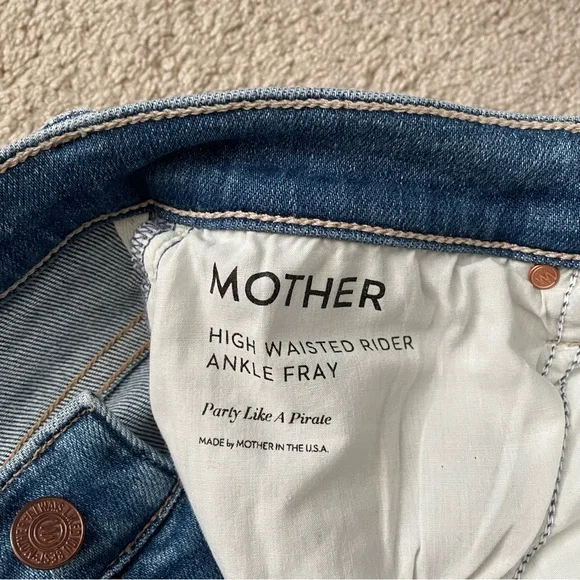 MOTHER
HIGH WAISTED RIDER
ANKLE FRAY
Party Like A Pirate
MADE by MOTHER IN THE U.S.A.